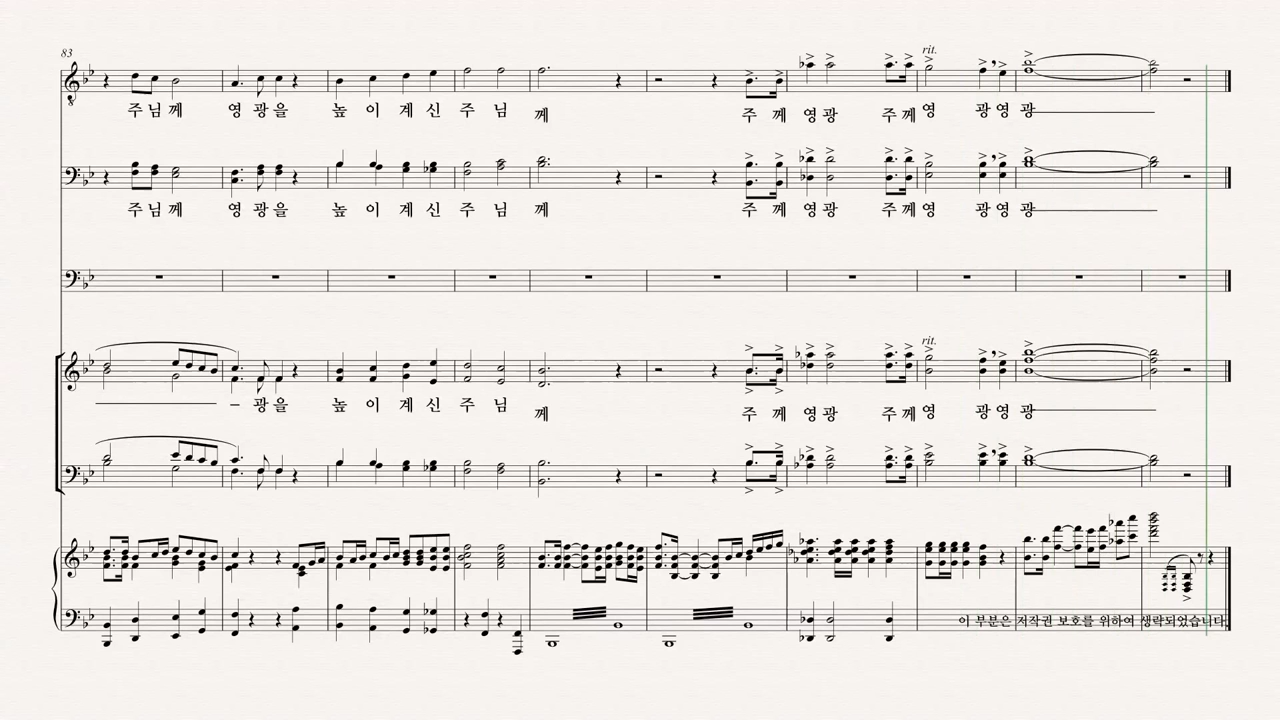 83
rit.
주님께 영광을 높이계신주님께 주께영광 주께영 광영광
주님께 영광을 높이계신주님께 주께영광 주께영 광영광
rit.
광을 높이계신주님께 주께영광 주께영 광영광
이 부분은 저작권 보호를 위하여 생략되었습니다.